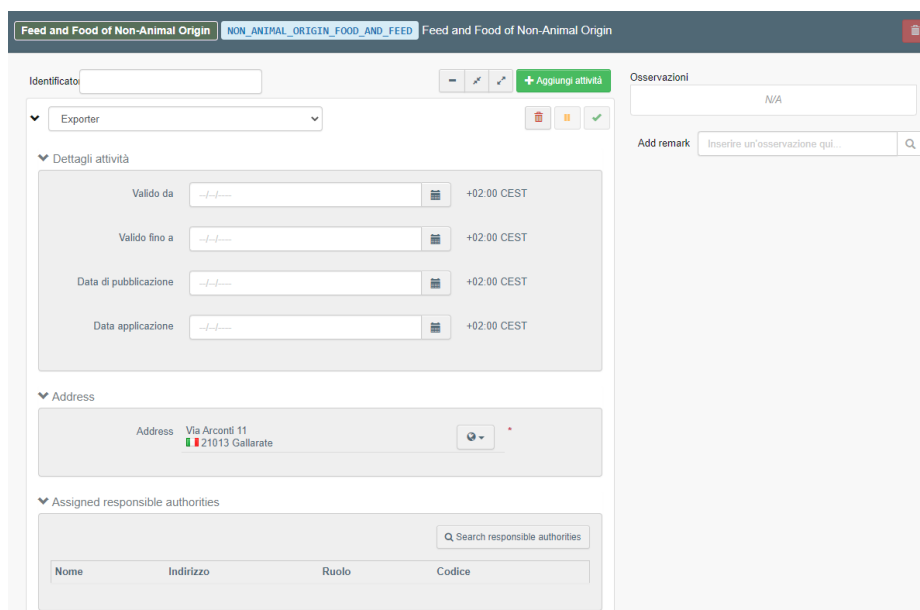 Feed and Food of Non-Animal Origin NON_ANIMAL_ORIGIN_FOOD_AND_FEED Feed and Food of Non-Animal Origin
Identificato
Aggiungi attività
Exporter
Dettagli attività
Valido da --/--/---- +02:00 CEST
Valido fino a --/--/---- +02:00 CEST
Data di pubblicazione --/--/---- +02:00 CEST
Data applicazione --/--/---- +02:00 CEST
Address
Address Via Arconti 11
21013 Gallarate
*
Assigned responsible authorities
Search responsible authorities
Nome Indirizzo Ruolo Codice
Osservazioni
N/A
Add remark Inserire un'osservazione qui...